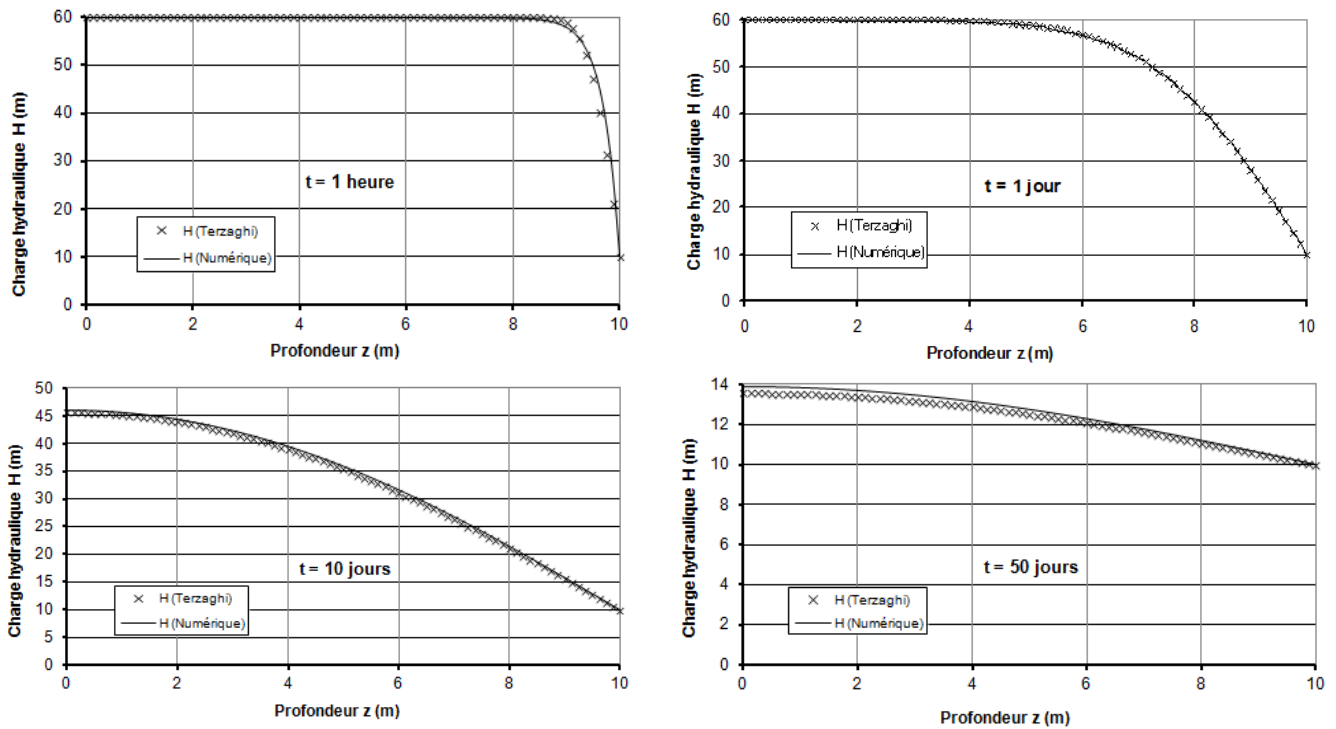 Charge hydraulique H (m)
60
50
40
30
20
10
0
t = 1 heure
H (Terzaghi)
H (Numérique)
0 2 4 6 8 10
Profondeur z (m)
Charge hydraulique H (m)
60
50
40
30
20
10
0
t = 1 jour
H (Terzaghi)
H (Numérique)
0 2 4 6 8 10
Profondeur z (m)
Charge hydraulique H (m)
50
45
40
35
30
25
20
15
10
5
0
t = 10 jours
H (Terzaghi)
H (Numérique)
0 2 4 6 8 10
Profondeur z (m)
Charge hydraulique H (m)
14
12
10
8
6
4
2
0
t = 50 jours
H (Terzaghi)
H (Numérique)
0 2 4 6 8 10
Profondeur z (m)